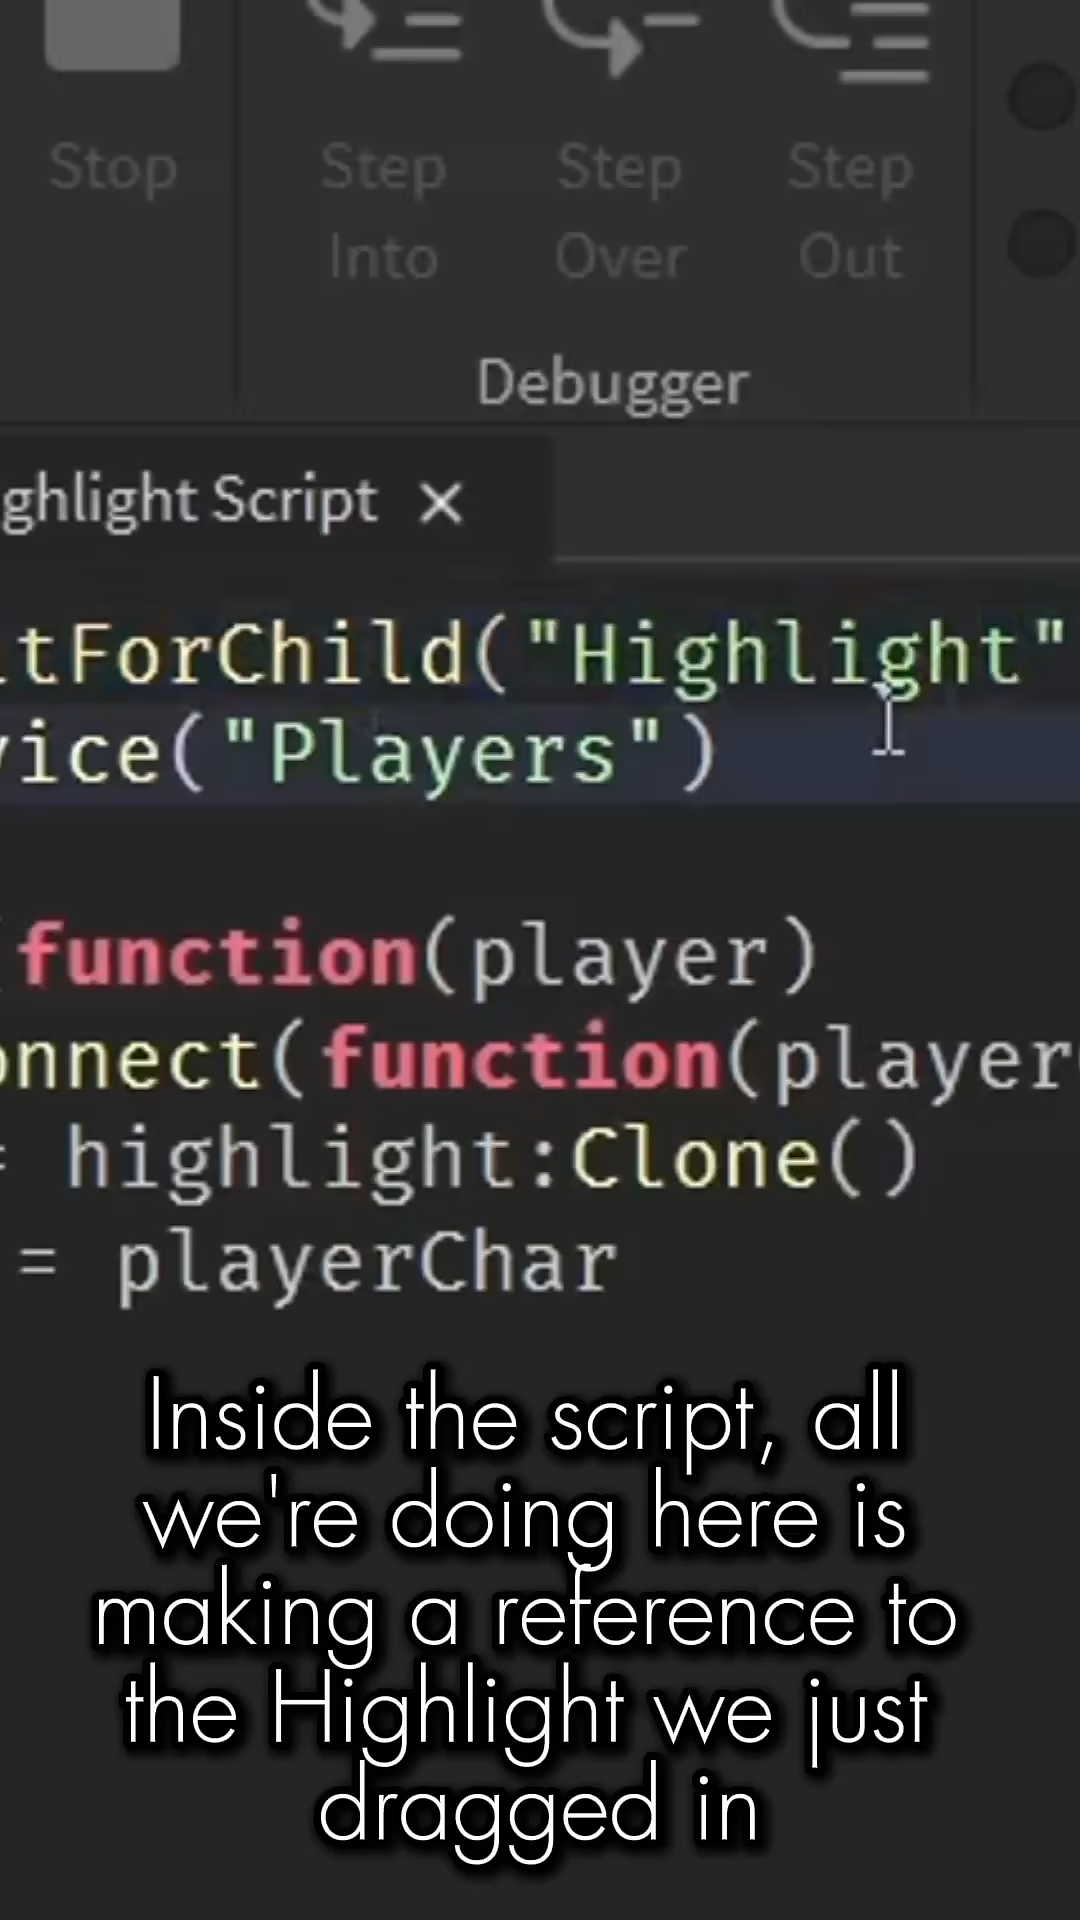 Stop
Step Into
Step Over
Step Out
Debugger
ghlight Script ×
tForChild("Highlight"
vice("Players")
function(player)
onnect(function(player
= highlight:Clone()
= playerChar
Inside the script, all
we're doing here is
making a reference to
the Highlight we just
dragged in